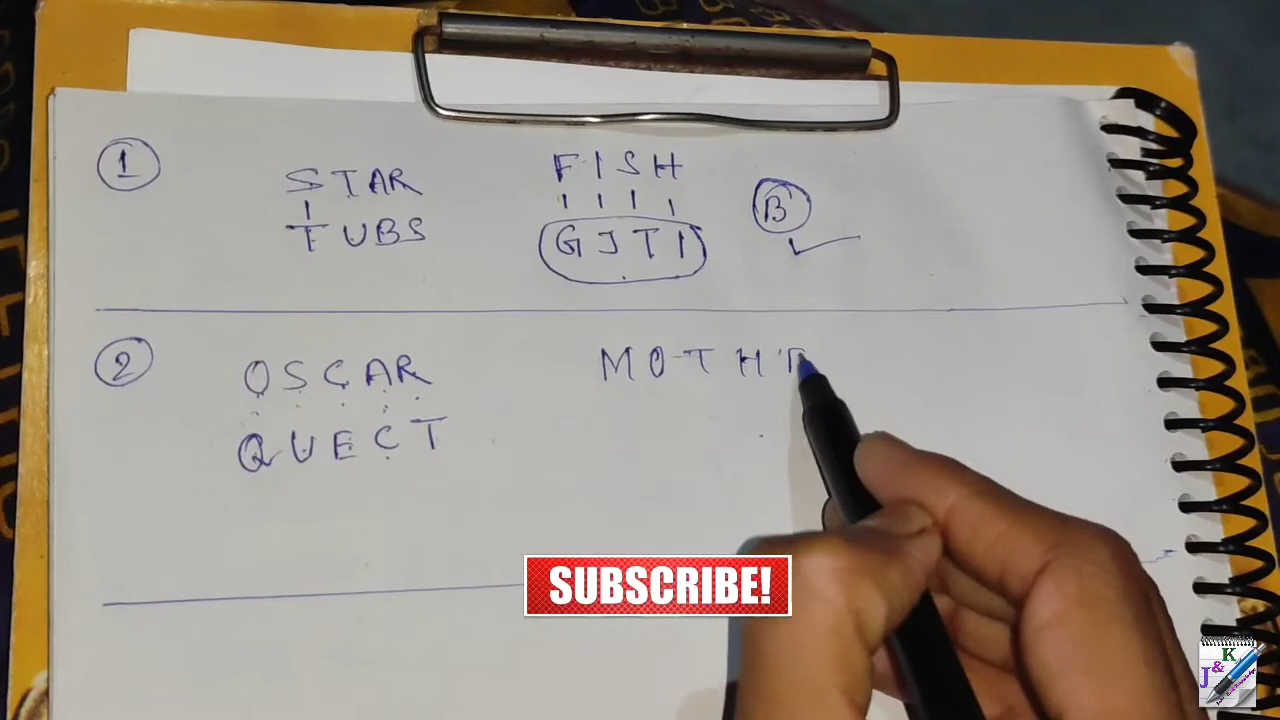 1
STAR
TUBS
FISH
GJTI
B
2
OSCAR
QUECT
MOTH
SUBSCRIBE!
J&K